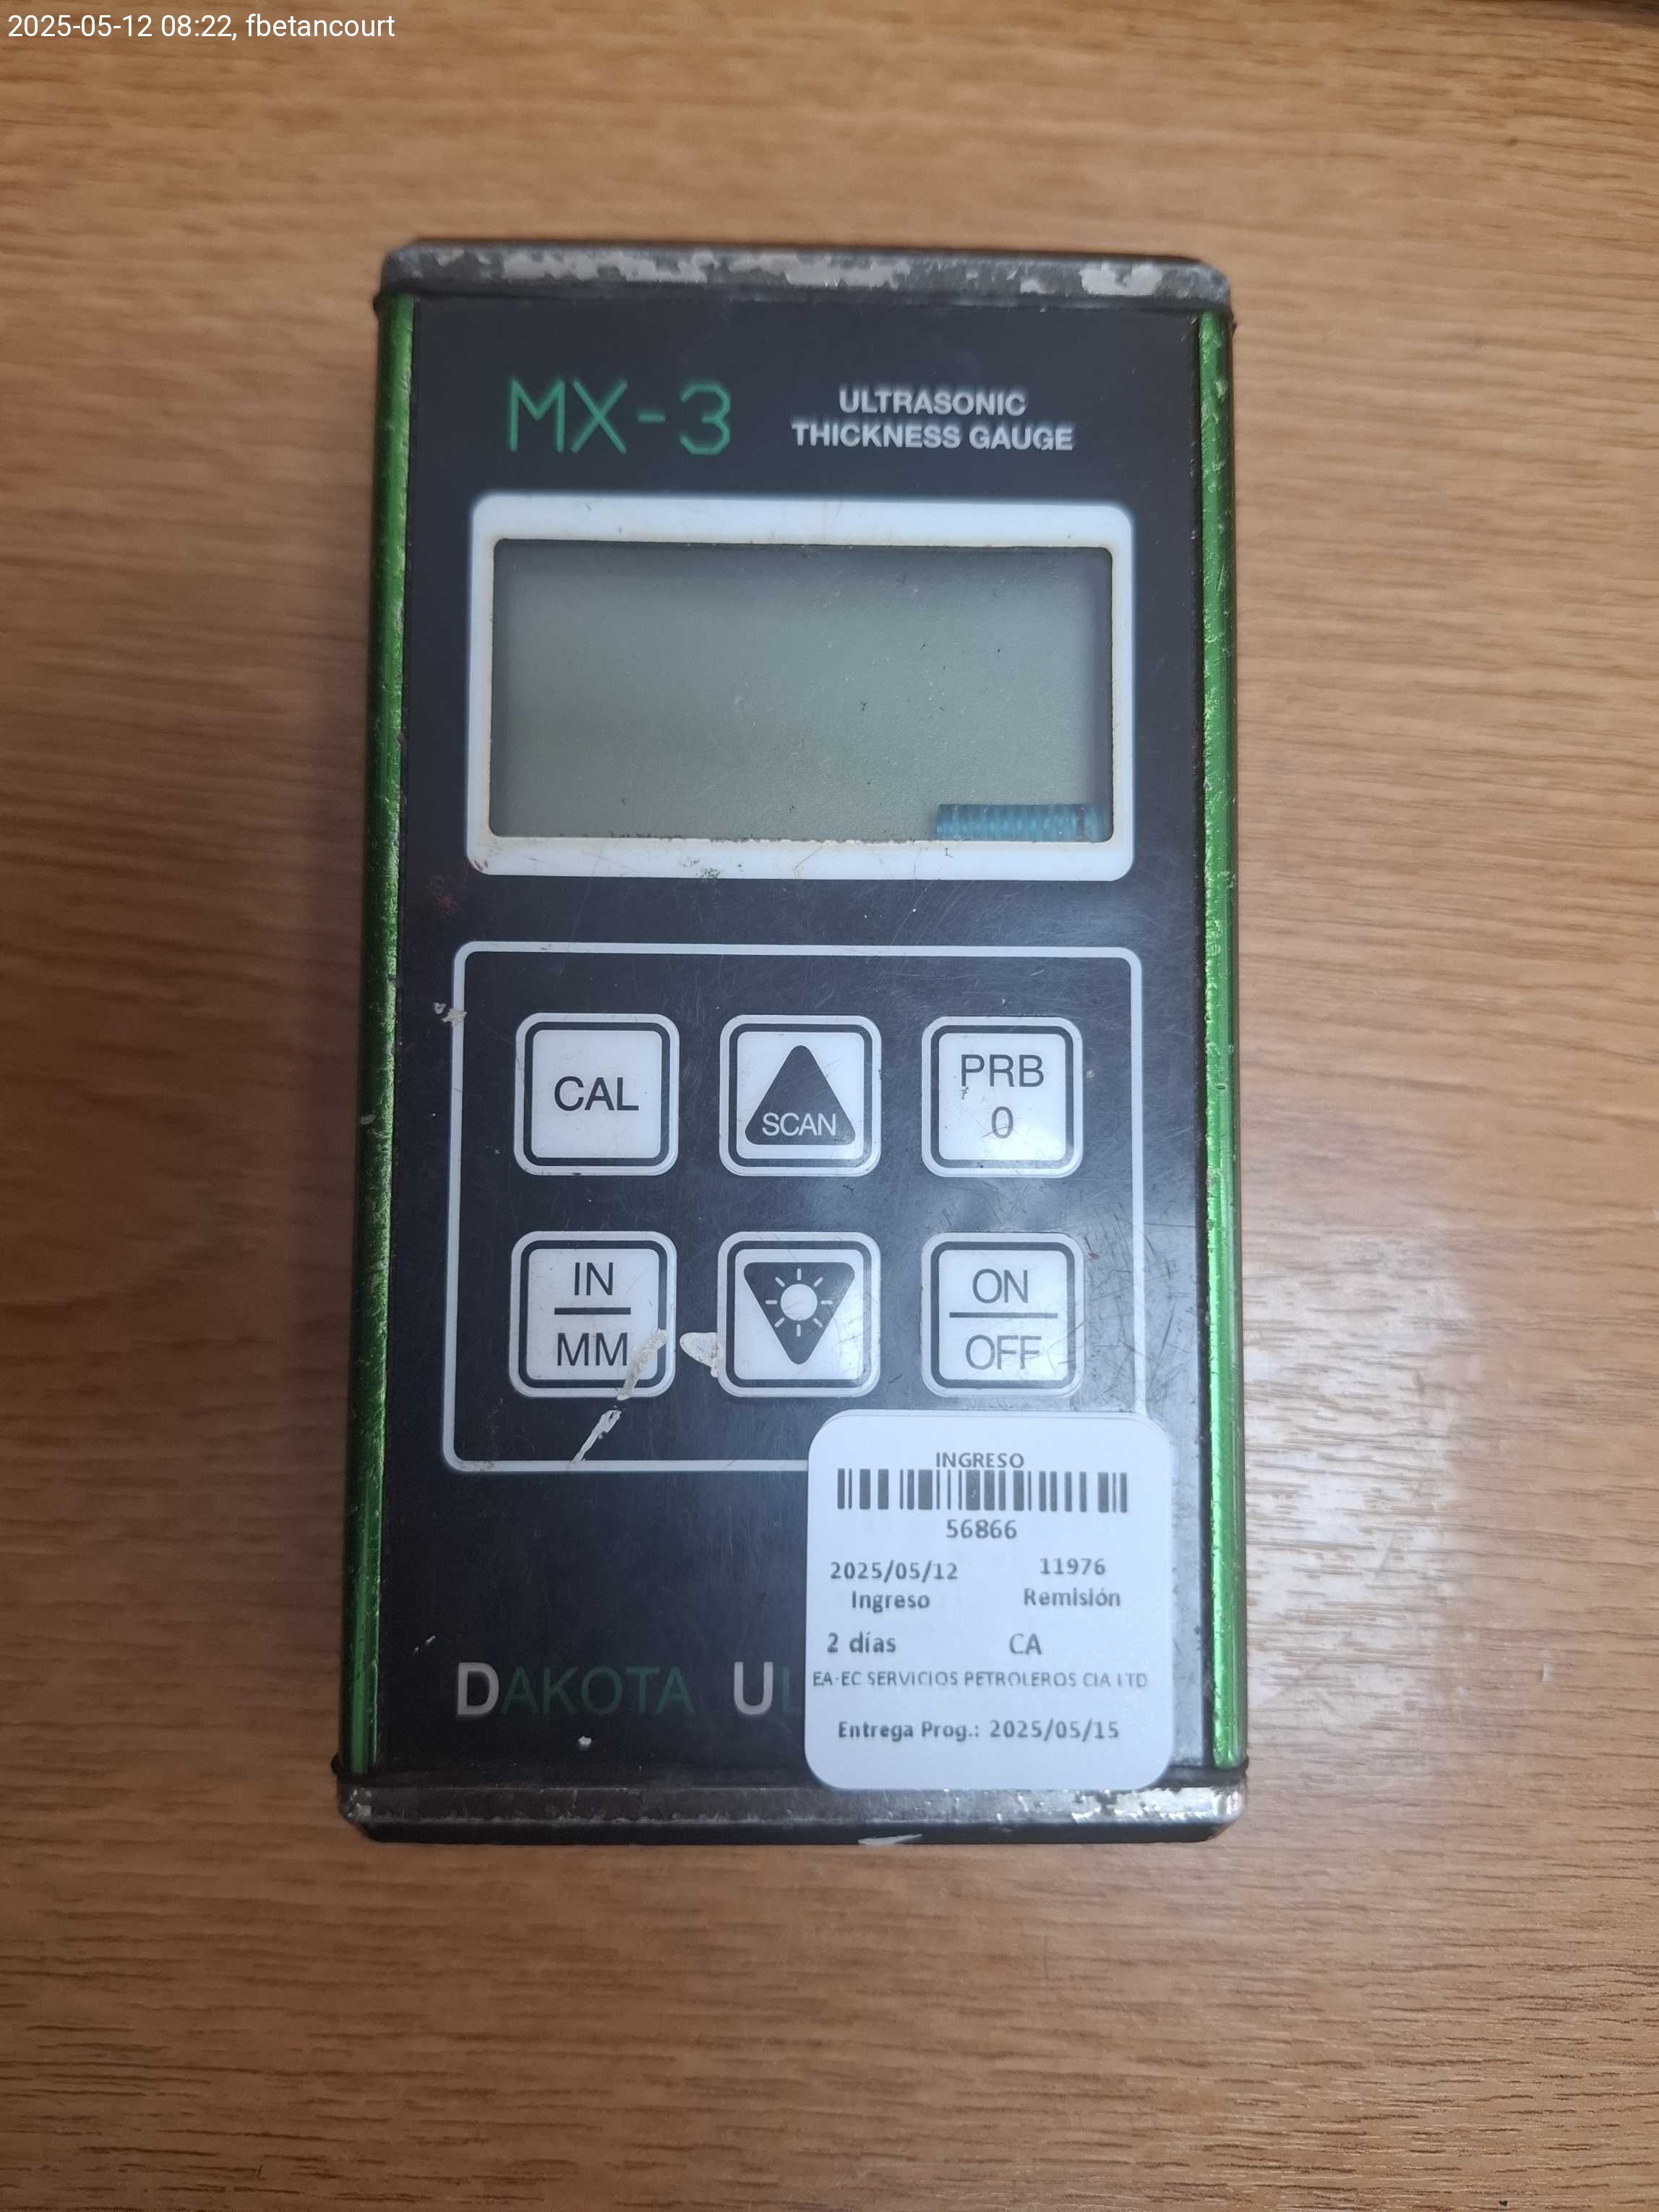 2025-05-12 08:22, fbetancourt
MX-3
ULTRASONIC
THICKNESS GAUGE
CAL
SCAN
PRB
0
IN
MM
ON
OFF
INGRESO
56866
2025/05/12 11976
Ingreso Remisión
2 días CA
EA-EC SERVICIOS PETROLEROS CIA LTD
Entrega Prog.: 2025/05/15
DAKOTA UL